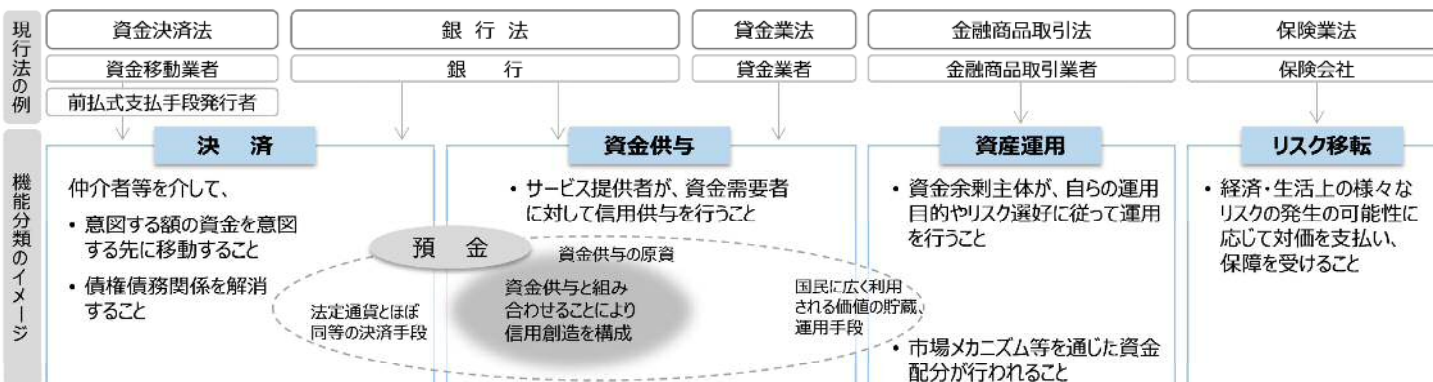 現行法の例
資金決済法
銀行法
貸金業法
金融商品取引法
保険業法
資金移動業者
銀行
貸金業者
金融商品取引業者
保険会社
前払式支払手段発行者
機能分類のイメージ
決済
仲介者等を介して、
• 意図する額の資金を意図
する先に移動すること
• 債権債務関係を解消
すること
資金供与
• サービス提供者が、資金需要者
に対して信用供与を行うこと
預金
資金供与の原資
法定通貨とほぼ
同等の決済手段
資金供与と組み
合わせることにより
信用創造を構成
国民に広く利用
される価値の貯蔵、
運用手段
資産運用
• 資金余剰主体が、自らの運用
目的やリスク選好に従って運用
を行うこと
• 市場メカニズム等を通じた資金
配分が行われること
リスク移転
• 経済・生活上の様々な
リスクの発生の可能性に
応じて対価を支払い、
保障を受けること